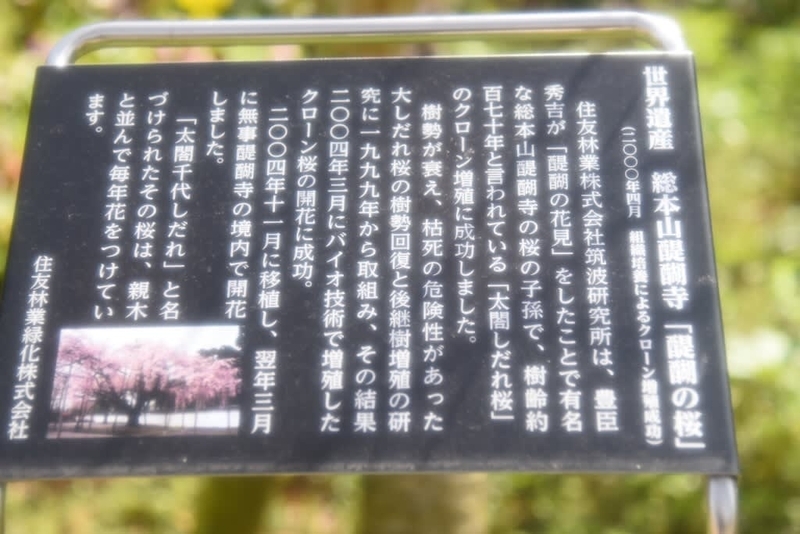 世界遺産 総本山醍醐寺「醍醐の桜」
(二〇〇〇年四月 組織培養によるクローン増殖成功)
住友林業株式会社筑波研究所は、豊臣
秀吉が「醍醐の花見」をしたことで有名
な総本山醍醐寺の桜の子孫で、樹齢約
百七十年と言われている「太閤しだれ桜」
のクローン増殖に成功しました。
樹勢が衰え、枯死の危険性があった
大しだれ桜の樹勢回復と後継樹増殖の研
究に一九九九年から取組み、その結果
二〇〇四年三月にバイオ技術で増殖した
クローン桜の開花に成功。
二〇〇四年十一月に移植し、翌年三月
に無事醍醐寺の境内で開花
しました。
「太閤千代しだれ」と名
づけられたその桜は、親木
と並んで毎年花をつけてい
ます。
住友林業緑化株式会社